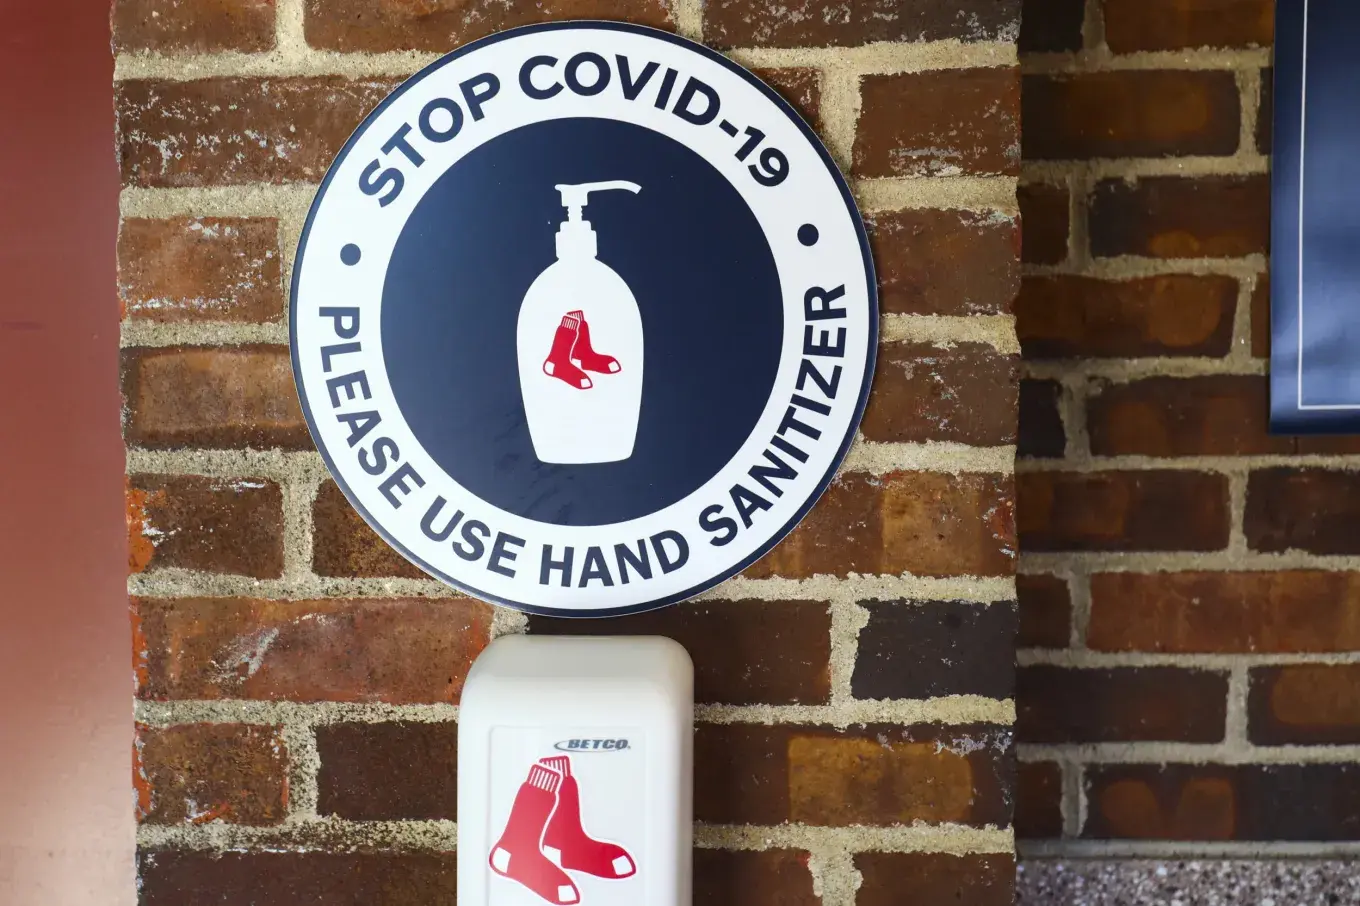 STOP COVID-19
PLEASE USE HAND SANITIZER
BETCO